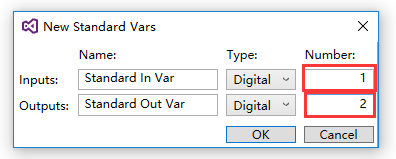 New Standard Vars
Name: Type: Number:
Inputs: Standard In Var Digital 1
Outputs: Standard Out Var Digital 2
OK Cancel